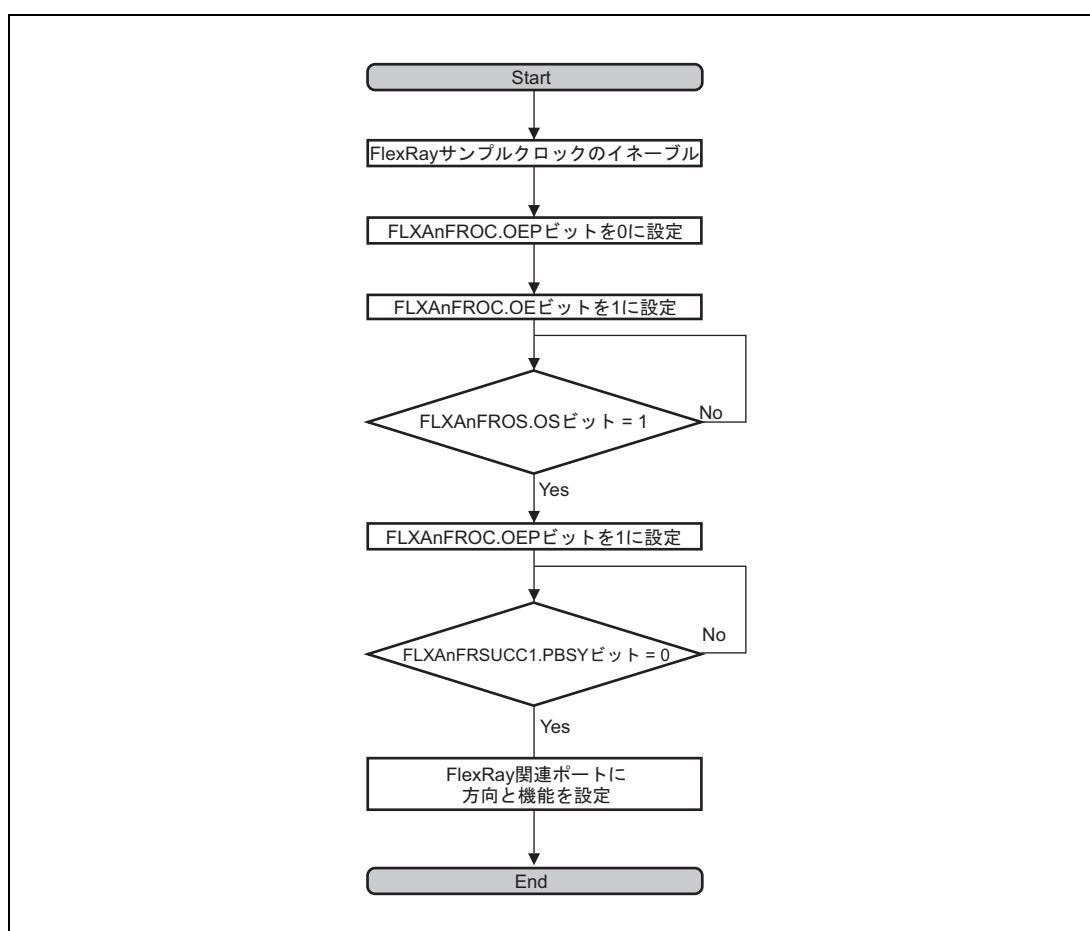 Start
FlexRayサンプルクロックのイネーブル
FLXAnFROC.OEPビットを0に設定
FLXAnFROC.OEビットを1に設定
FLXAnFROS.OSビット = 1
No
Yes
FLXAnFROC.OEPビットを1に設定
No
FLXAnFRSUCC1.PBSYビット = 0
Yes
FlexRay関連ポートに
方向と機能を設定
End